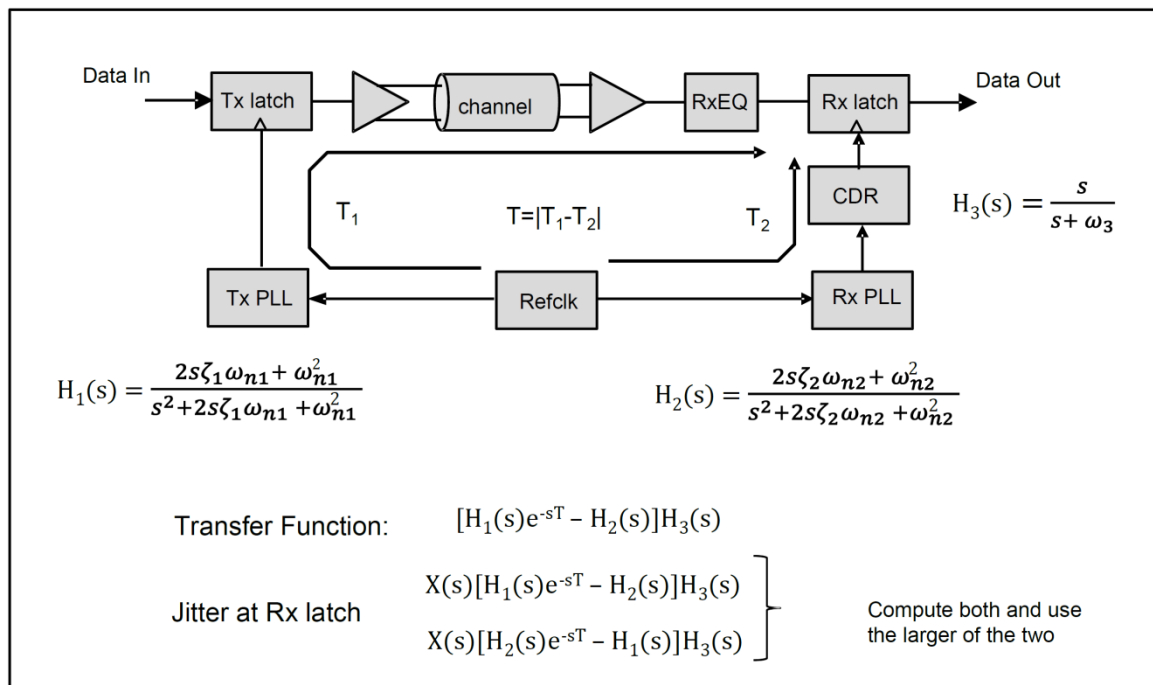 Data In
Tx latch
channel
RxEQ
Rx latch
Data Out
T₁
T=|T₁-T₂|
T₂
CDR
H₃(s) = s / (s + ω₃)
Tx PLL
Refclk
Rx PLL
H₁(s) = (2sζ₁ωₙ₁ + ωₙ₁²) / (s² + 2sζ₁ωₙ₁ + ωₙ₁²)
H₂(s) = (2sζ₂ωₙ₂ + ωₙ₂²) / (s² + 2sζ₂ωₙ₂ + ωₙ₂²)
Transfer Function: [H₁(s)e⁻ˢᵀ – H₂(s)]H₃(s)
X(s)[H₁(s)e⁻ˢᵀ – H₂(s)]H₃(s)
Jitter at Rx latch
X(s)[H₂(s)e⁻ˢᵀ – H₁(s)]H₃(s)
Compute both and use
the larger of the two